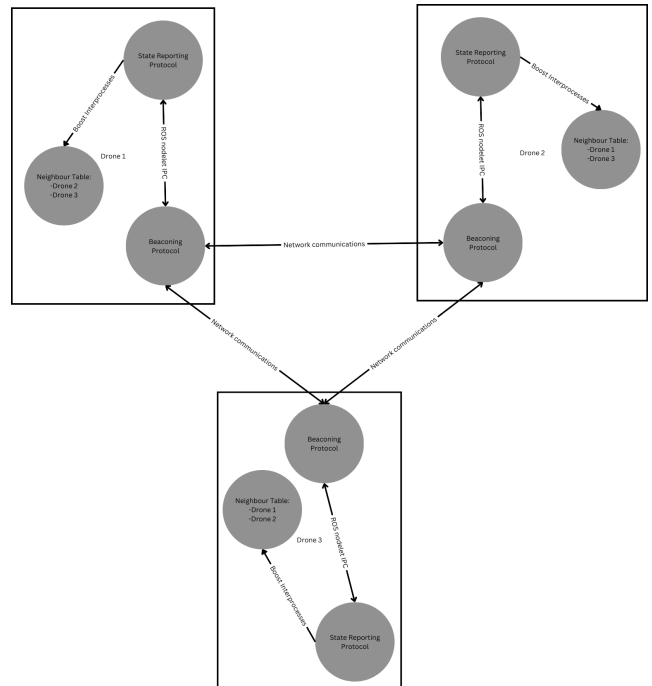 State Reporting
Protocol
Boost Interprocesses
ROS nodelet IPC
Drone 1
Neighbour Table:
-Drone 2
-Drone 3
Beaconing
Protocol
State Reporting
Protocol
Boost Interprocesses
ROS nodelet IPC
Drone 2
Neighbour Table:
-Drone 1
-Drone 3
Beaconing
Protocol
Network communications
Network communications
Network communications
Beaconing
Protocol
Neighbour Table:
-Drone 1
-Drone 2
ROS nodelet IPC
Drone 3
Boost Interprocesses
State Reporting
Protocol